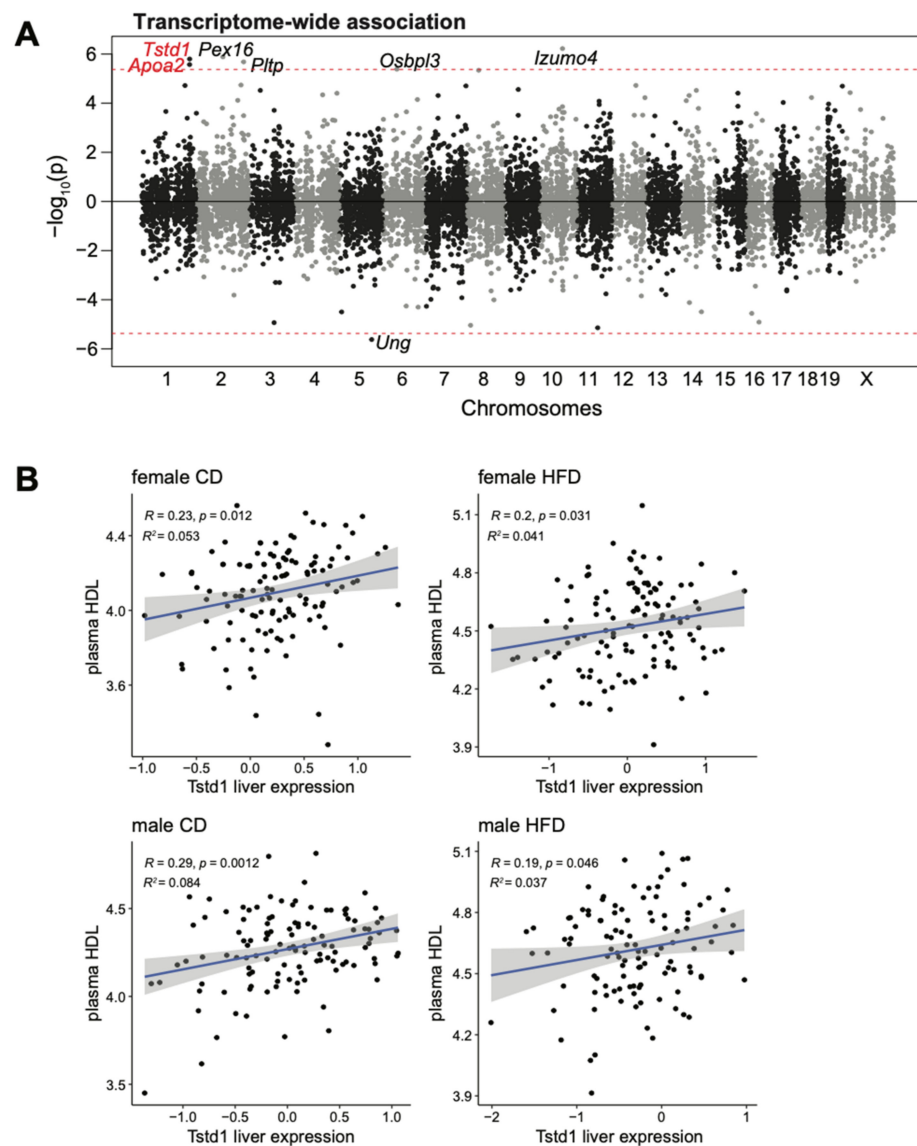 A
Transcriptome-wide association
Tstd1 Pex16
Apoa2 Pltp Osbpl3 Izumo4
6
4
2
0
−2
−4
−6
−log10(p)
Ung
1 2 3 4 5 6 7 8 9 10 11 12 13 14 15 16 17 18 19 X
Chromosomes
B
female CD
R = 0.23, p = 0.012
R² = 0.053
4.4
4.0
3.6
plasma HDL
−1.0 −0.5 0.0 0.5 1.0
Tstd1 liver expression
female HFD
R = 0.2, p = 0.031
R² = 0.041
5.1
4.8
4.5
4.2
3.9
plasma HDL
−1 0 1
Tstd1 liver expression
male CD
R = 0.29, p = 0.0012
R² = 0.084
4.5
4.0
3.5
plasma HDL
−1.0 −0.5 0.0 0.5 1.0
Tstd1 liver expression
male HFD
R = 0.19, p = 0.046
R² = 0.037
5.1
4.8
4.5
4.2
3.9
plasma HDL
−2 −1 0 1
Tstd1 liver expression